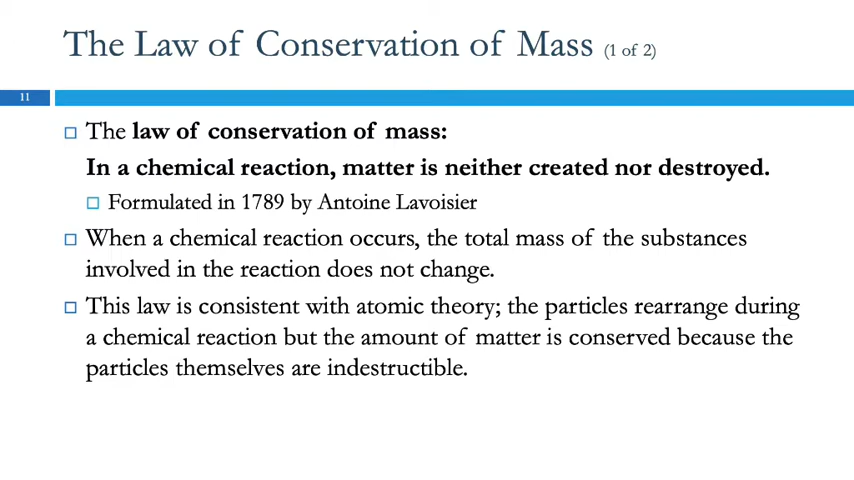 The Law of Conservation of Mass (1 of 2)
11
The law of conservation of mass:
In a chemical reaction, matter is neither created nor destroyed.
Formulated in 1789 by Antoine Lavoisier
When a chemical reaction occurs, the total mass of the substances
involved in the reaction does not change.
This law is consistent with atomic theory; the particles rearrange during
a chemical reaction but the amount of matter is conserved because the
particles themselves are indestructible.